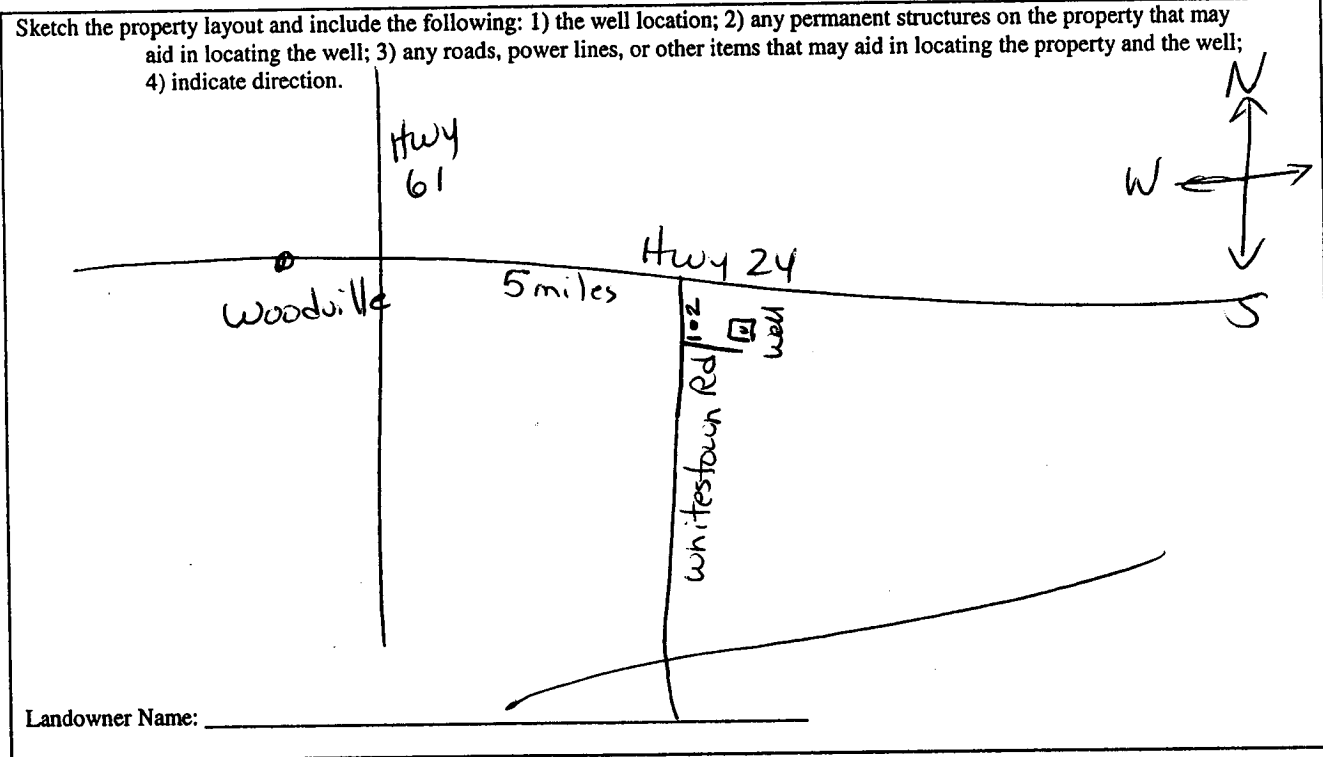 Sketch the property layout and include the following: 1) the well location; 2) any permanent structures on the property that may
aid in locating the well; 3) any roads, power lines, or other items that may aid in locating the property and the well;
4) indicate direction.
N
Hwy
61
W
Hwy 24
5 miles
S
Woodville
well
Whitestown Rd
Landowner Name: